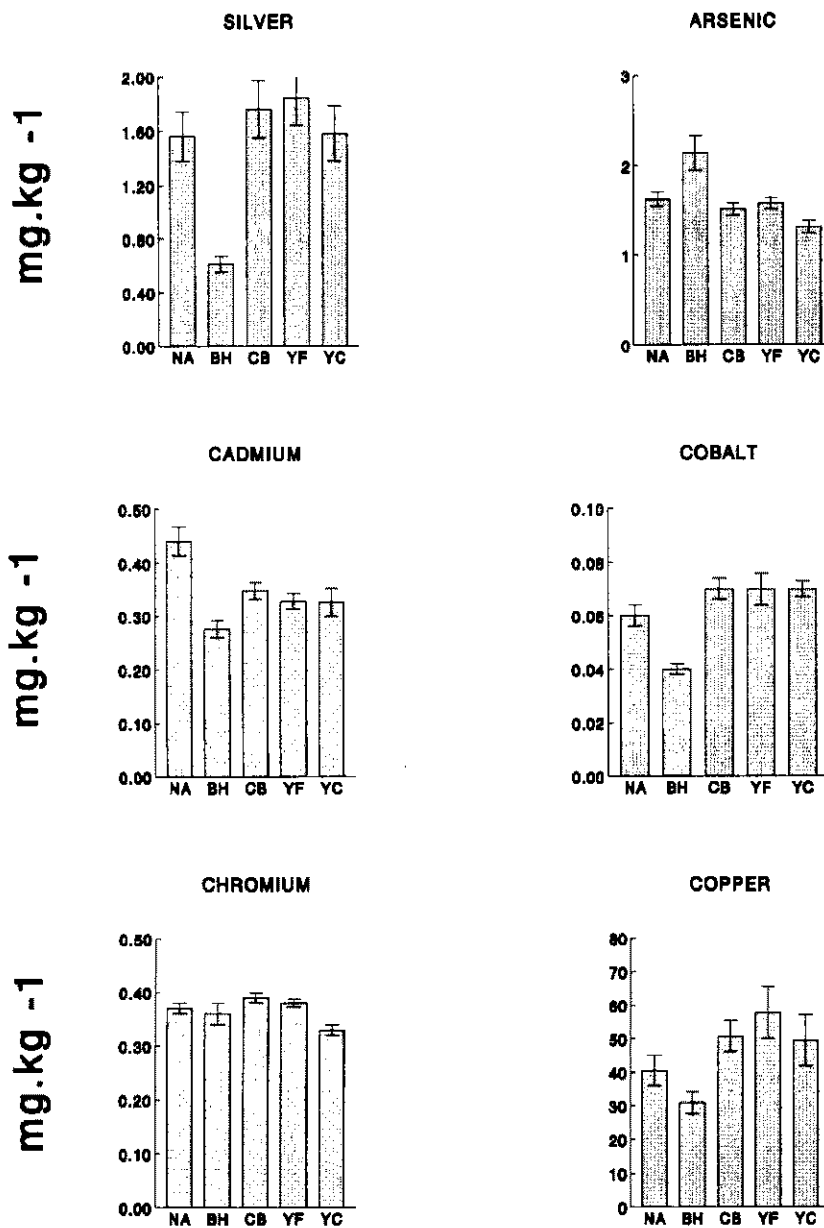 SILVER
mg.kg -1
2.00
1.60
1.20
0.80
0.40
0.00
NA BH CB YF YC
ARSENIC
3
2
1
0
NA BH CB YF YC
CADMIUM
mg.kg -1
0.50
0.40
0.30
0.20
0.10
0.00
NA BH CB YF YC
COBALT
0.10
0.08
0.06
0.04
0.02
0.00
NA BH CB YF YC
CHROMIUM
mg.kg -1
0.50
0.40
0.30
0.20
0.10
0.00
NA BH CB YF YC
COPPER
80
70
60
50
40
30
20
10
0
NA BH CB YF YC